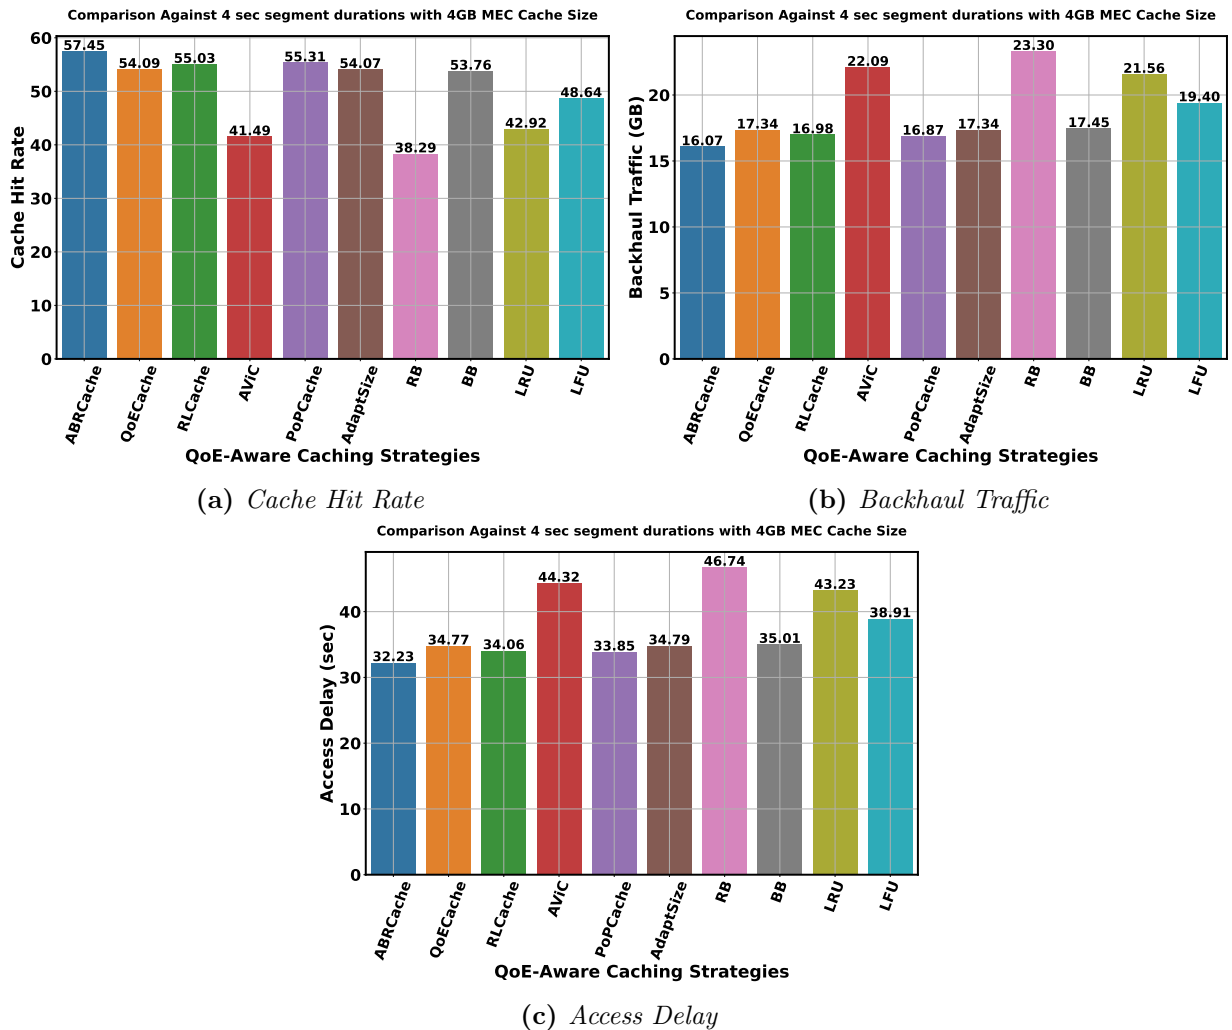 Comparison Against 4 sec segment durations with 4GB MEC Cache Size
Cache Hit Rate
60
50
40
30
20
10
0
57.45
54.09
55.03
41.49
55.31
54.07
38.29
53.76
42.92
48.64
ABRCache
QoECache
RLCache
AViC
PoPCache
AdaptSize
RB
BB
LRU
LFU
QoE-Aware Caching Strategies
(a) Cache Hit Rate
Comparison Against 4 sec segment durations with 4GB MEC Cache Size
Backhaul Traffic (GB)
20
15
10
5
0
16.07
17.34
16.98
22.09
16.87
17.34
23.30
17.45
21.56
19.40
ABRCache
QoECache
RLCache
AViC
PoPCache
AdaptSize
RB
BB
LRU
LFU
QoE-Aware Caching Strategies
(b) Backhaul Traffic
Comparison Against 4 sec segment durations with 4GB MEC Cache Size
Access Delay (sec)
40
30
20
10
0
32.23
34.77
34.06
44.32
33.85
34.79
46.74
35.01
43.23
38.91
ABRCache
QoECache
RLCache
AViC
PoPCache
AdaptSize
RB
BB
LRU
LFU
QoE-Aware Caching Strategies
(c) Access Delay